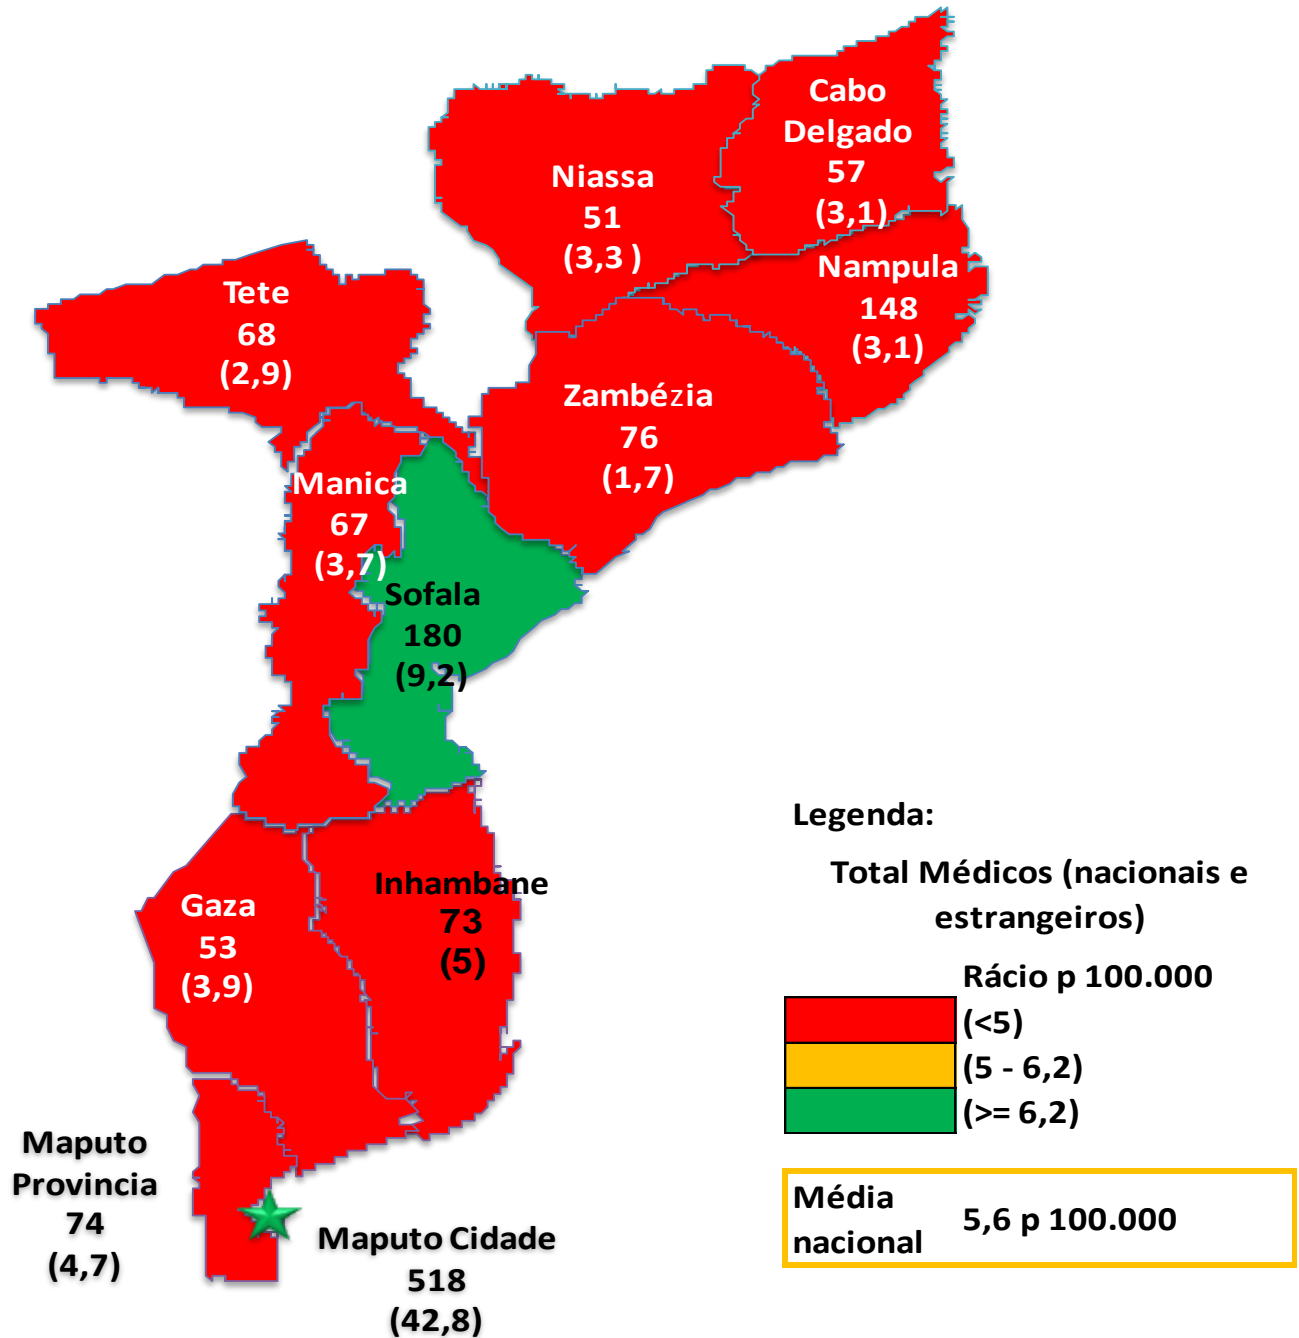 Cabo
Delgado
57
(3,1)
Niassa
51
(3,3 )
Nampula
148
(3,1)
Tete
68
(2,9)
Zambézia
76
(1,7)
Manica
67
(3,7)
Sofala
180
(9,2)
Inhambane
73
(5)
Gaza
53
(3,9)
Maputo
Provincia
74
(4,7)
Maputo Cidade
518
(42,8)
Legenda:
Total Médicos (nacionais e
estrangeiros)
Rácio p 100.000
(<5)
(5 - 6,2)
(>= 6,2)
Média
nacional
5,6 p 100.000